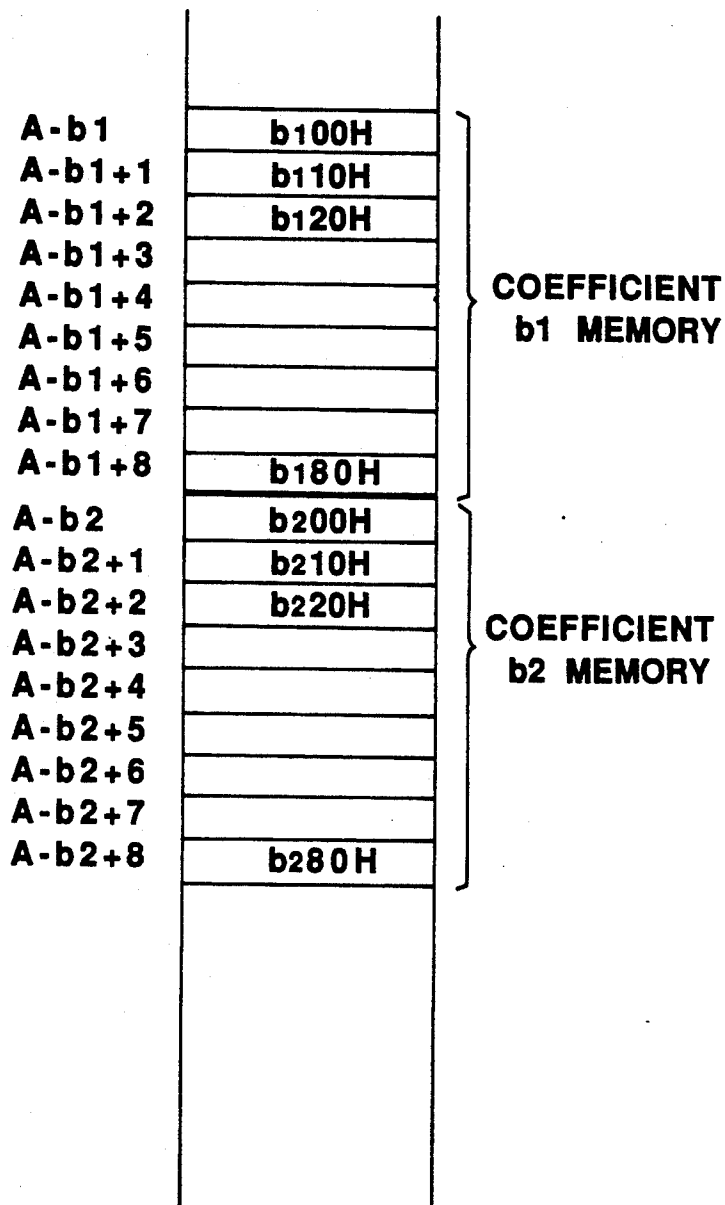 A-b1 b100H
A-b1+1 b110H
A-b1+2 b120H
A-b1+3
A-b1+4
A-b1+5
A-b1+6
A-b1+7
A-b1+8 b180H
COEFFICIENT
b1 MEMORY
A-b2 b200H
A-b2+1 b210H
A-b2+2 b220H
A-b2+3
A-b2+4
A-b2+5
A-b2+6
A-b2+7
A-b2+8 b280H
COEFFICIENT
b2 MEMORY